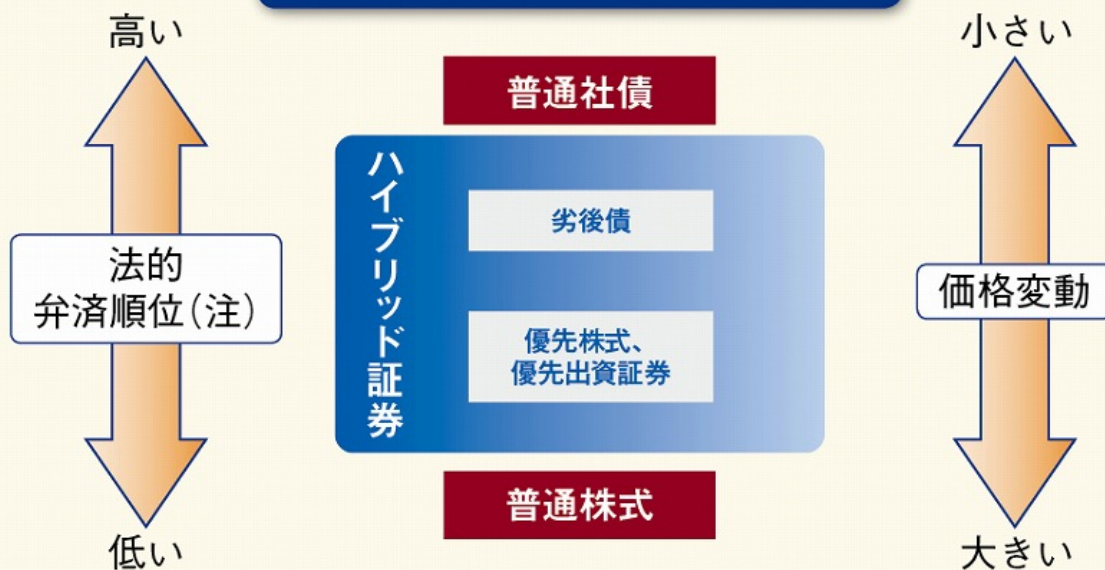 高い
小さい
普通社債
ハイブリッド証券
劣後債
法的
弁済順位(注)
価格変動
優先株式、
優先出資証券
普通株式
低い
大きい